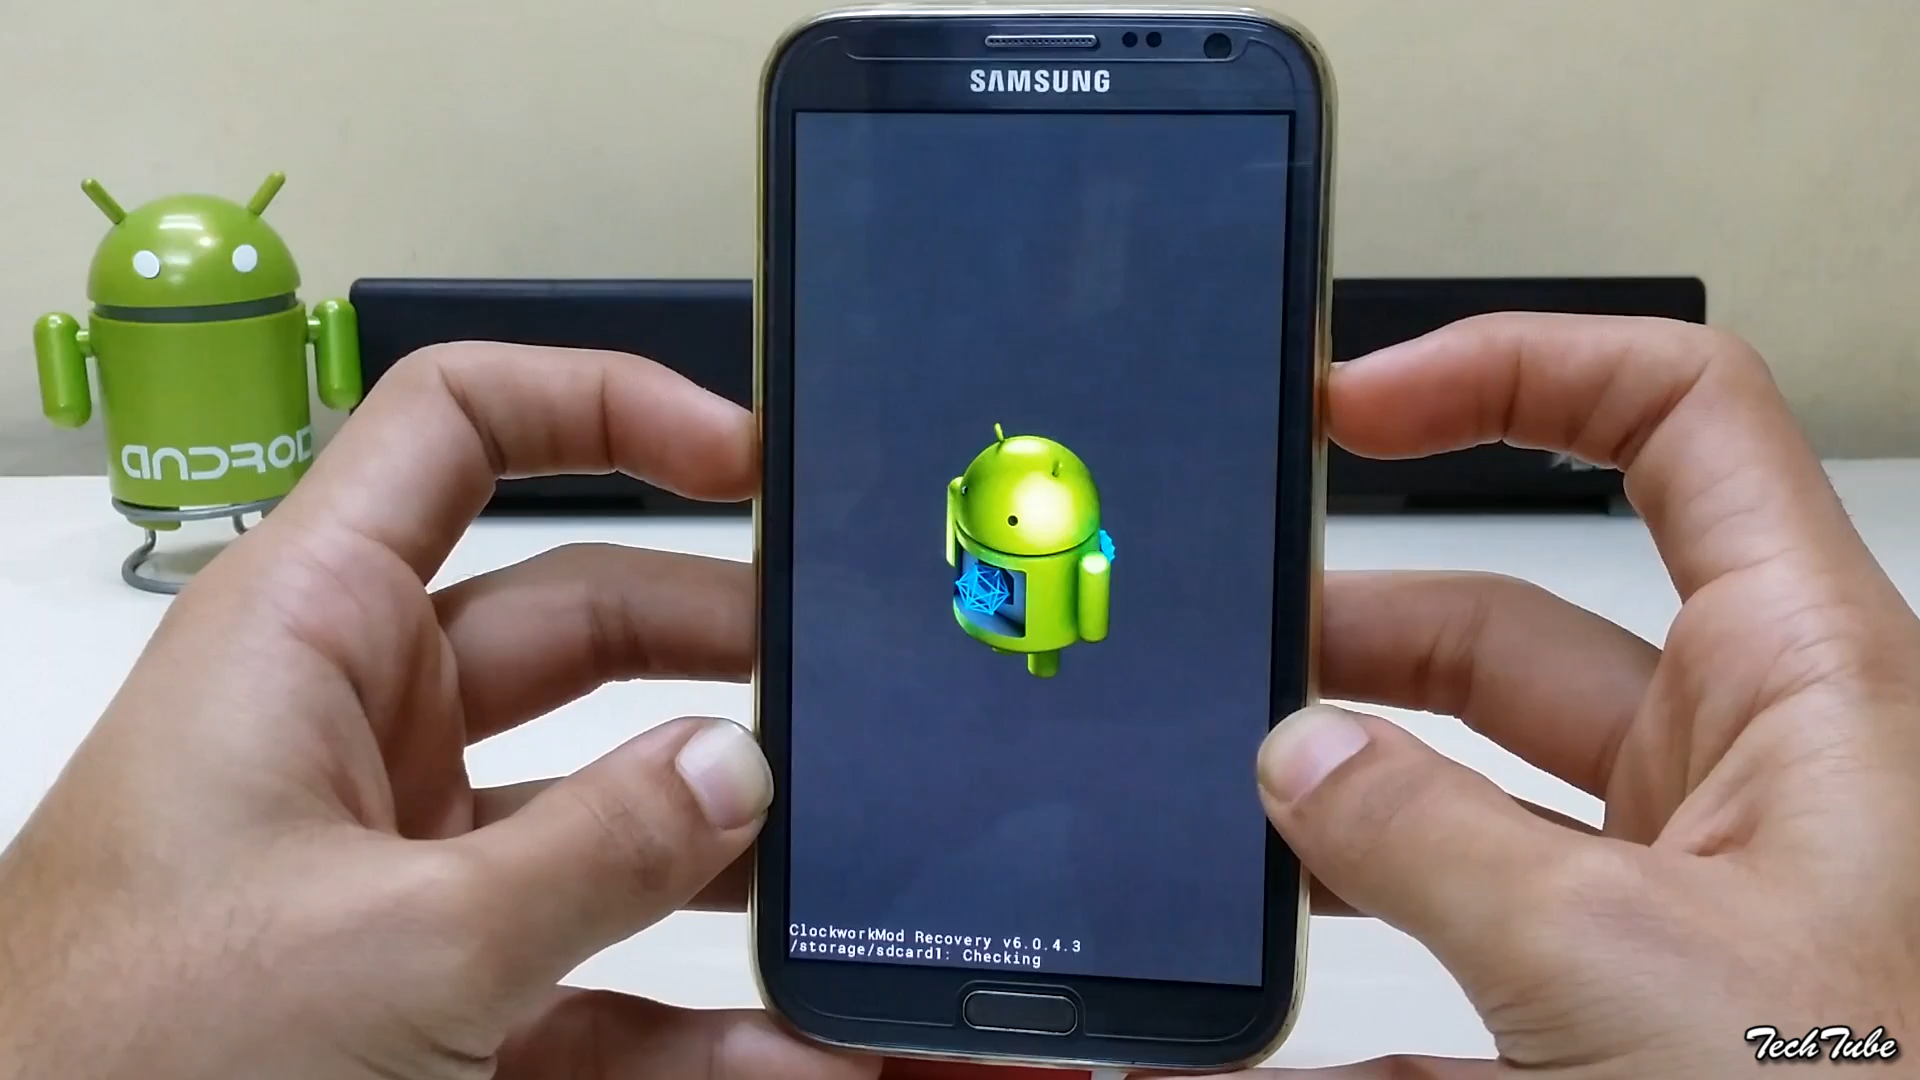 SAMSUNG
ANDROID
ClockworkMod Recovery v6.0.4.3
/storage/sdcard1: Checking
TechTube